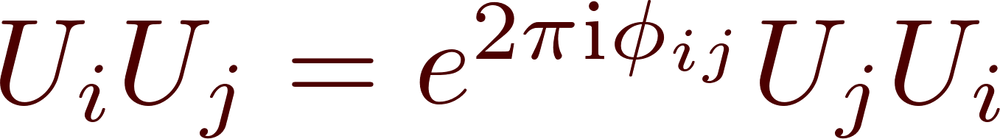 $U_i U_j = e^{2\pi \mathrm{i} \phi_{ij}} U_j U_i$